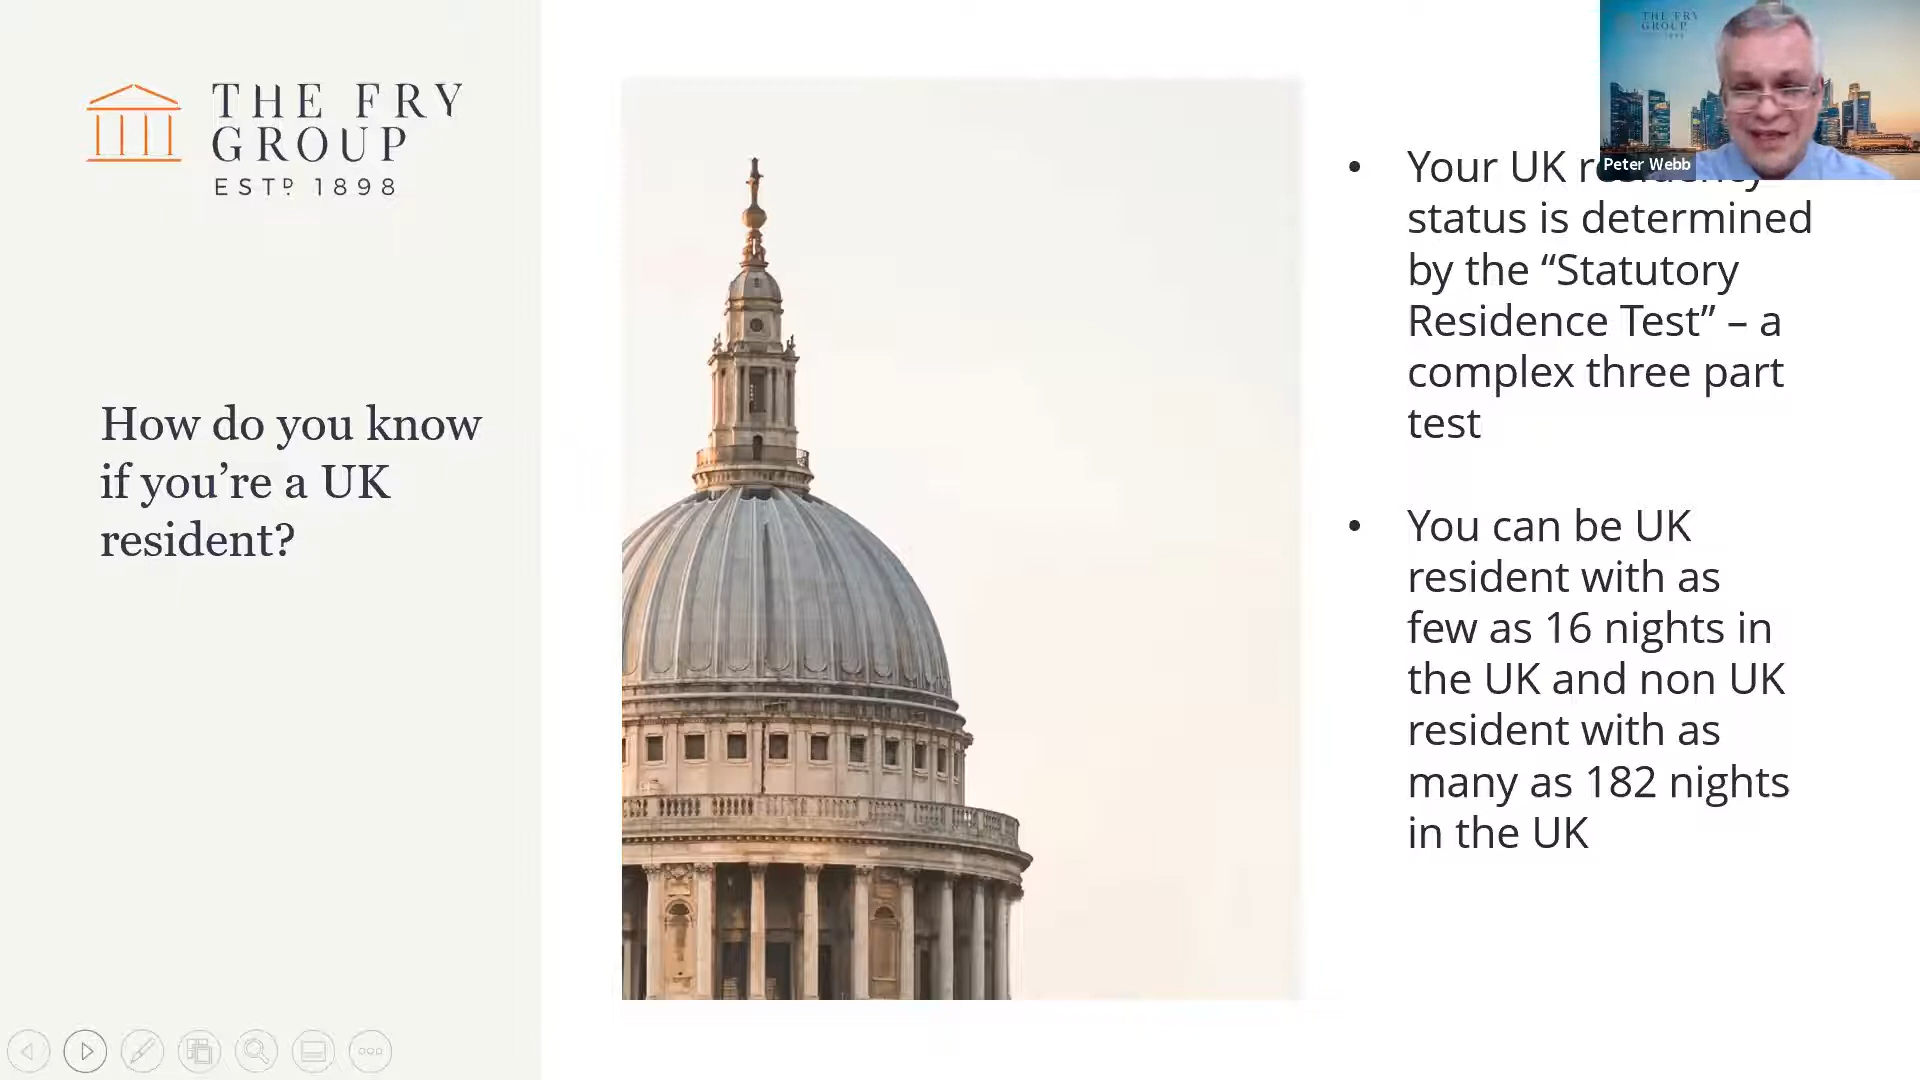 THE FRY
GROUP
ESTD 1898
How do you know
if you’re a UK
resident?
• Your UK
status is determined
by the “Statutory
Residence Test” – a
complex three part
test
• You can be UK
resident with as
few as 16 nights in
the UK and non UK
resident with as
many as 182 nights
in the UK
THE FRY
GROUP
Peter Webb